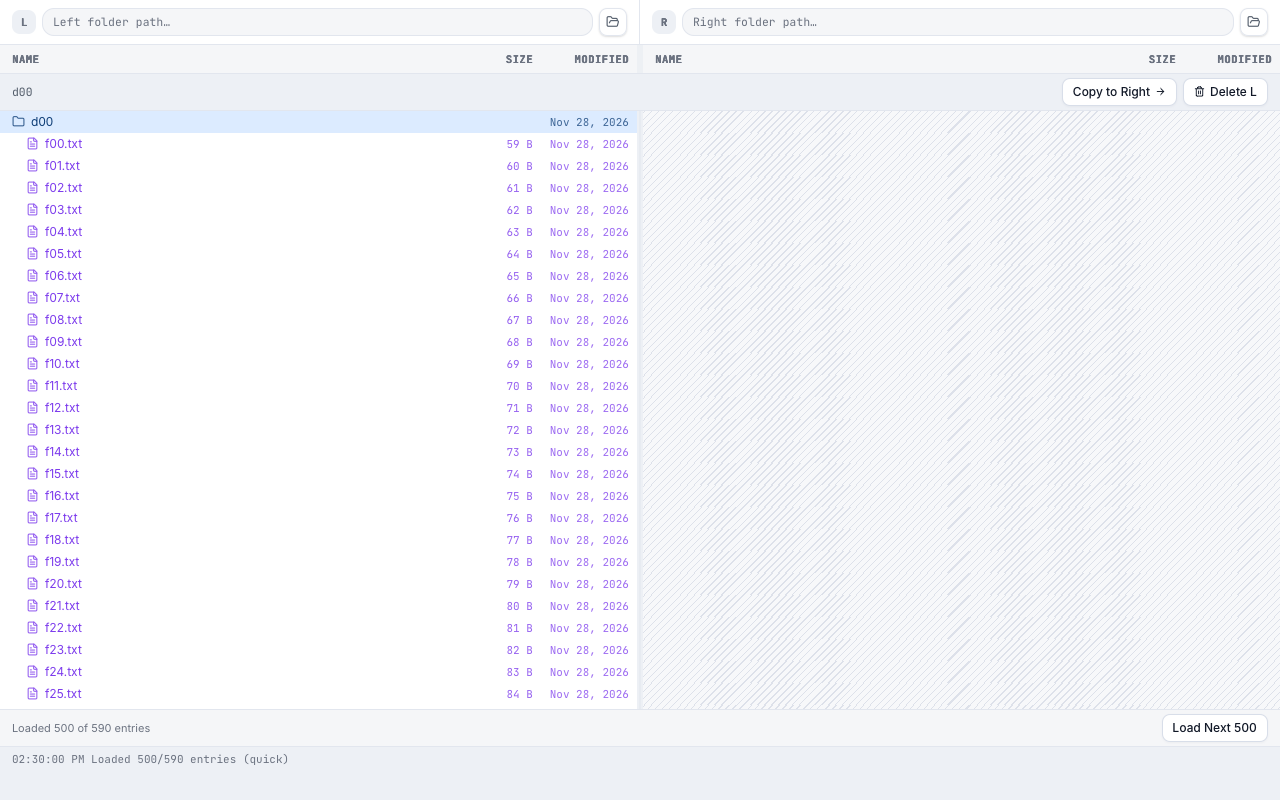 L Left folder path… R Right folder path…
NAME SIZE MODIFIED NAME SIZE MODIFIED
d00 Copy to Right → Delete L
d00 Nov 28, 2026
f00.txt 59 B Nov 28, 2026
f01.txt 60 B Nov 28, 2026
f02.txt 61 B Nov 28, 2026
f03.txt 62 B Nov 28, 2026
f04.txt 63 B Nov 28, 2026
f05.txt 64 B Nov 28, 2026
f06.txt 65 B Nov 28, 2026
f07.txt 66 B Nov 28, 2026
f08.txt 67 B Nov 28, 2026
f09.txt 68 B Nov 28, 2026
f10.txt 69 B Nov 28, 2026
f11.txt 70 B Nov 28, 2026
f12.txt 71 B Nov 28, 2026
f13.txt 72 B Nov 28, 2026
f14.txt 73 B Nov 28, 2026
f15.txt 74 B Nov 28, 2026
f16.txt 75 B Nov 28, 2026
f17.txt 76 B Nov 28, 2026
f18.txt 77 B Nov 28, 2026
f19.txt 78 B Nov 28, 2026
f20.txt 79 B Nov 28, 2026
f21.txt 80 B Nov 28, 2026
f22.txt 81 B Nov 28, 2026
f23.txt 82 B Nov 28, 2026
f24.txt 83 B Nov 28, 2026
f25.txt 84 B Nov 28, 2026
Loaded 500 of 590 entries Load Next 500
02:30:00 PM Loaded 500/590 entries (quick)